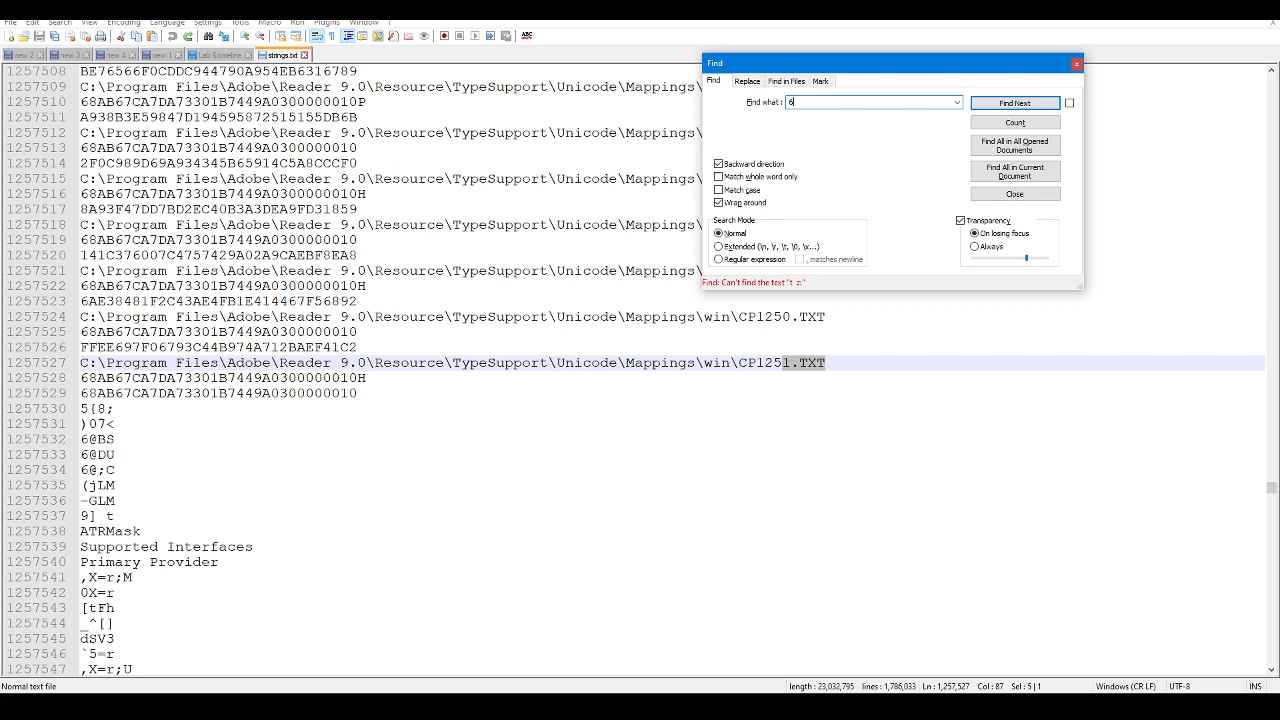 File Edit Search View Encoding Language Settings Tools Macro Run Plugins Window X
new 2 new 3 new 4 new 1 Lab 6 timeline strings.txt
1257508 BE76566F0CDDC944790A954EB6316789
1257509 C:\Program Files\Adobe\Reader 9.0\Resource\TypeSupport\Unicode\Mappings\
1257510 68AB67CA7DA73301B7449A0300000010P
1257511 A938B3E59847D194595872515155DB6B
1257512 C:\Program Files\Adobe\Reader 9.0\Resource\TypeSupport\Unicode\Mappings\
1257513 68AB67CA7DA73301B7449A0300000010
1257514 2F0C989D69A934345B65914C5A8CCCF0
1257515 C:\Program Files\Adobe\Reader 9.0\Resource\TypeSupport\Unicode\Mappings\
1257516 68AB67CA7DA73301B7449A0300000010H
1257517 8A93F47DD7BD2EC40B3A3DEA9FD31859
1257518 C:\Program Files\Adobe\Reader 9.0\Resource\TypeSupport\Unicode\Mappings\
1257519 68AB67CA7DA73301B7449A0300000010
1257520 141C376007C4757429A02A9CAEBF8EA8
1257521 C:\Program Files\Adobe\Reader 9.0\Resource\TypeSupport\Unicode\Mappings\
1257522 68AB67CA7DA73301B7449A0300000010H
1257523 6AE38481F2C43AE4FB1E414467F56892
1257524 C:\Program Files\Adobe\Reader 9.0\Resource\TypeSupport\Unicode\Mappings\win\CP1250.TXT
1257525 68AB67CA7DA73301B7449A0300000010
1257526 FFEE697F06793C44B974A712BAEF41C2
1257527 C:\Program Files\Adobe\Reader 9.0\Resource\TypeSupport\Unicode\Mappings\win\CP1251.TXT
1257528 68AB67CA7DA73301B7449A0300000010H
1257529 68AB67CA7DA73301B7449A0300000010
1257530 5{8;
1257531 )07<
1257532 6@BS
1257533 6@DU
1257534 6@;C
1257535 (jLM
1257536 -GLM
1257537 9] t
1257538 ATRMask
1257539 Supported Interfaces
1257540 Primary Provider
1257541 ,X=r;M
1257542 0X=r
1257543 [tFh
1257544 _^[]
1257545 dSV3
1257546 `5=r
1257547 ,X=r;U
Find
Find Replace Find in Files Mark
Find what : 6
Find Next
Count
Find All in All Opened
Documents
Find All in Current
Document
Close
Backward direction
Match whole word only
Match case
Wrap around
Search Mode
Normal
Extended (\n, \r, \t, \0, \x...)
Regular expression . matches newline
Transparency
On losing focus
Always
Find: Can't find the text "t z:"
Normal text file length : 23,032,795 lines : 1,786,033 Ln : 1,257,527 Col : 87 Sel : 5 | 1 Windows (CR LF) UTF-8 INS